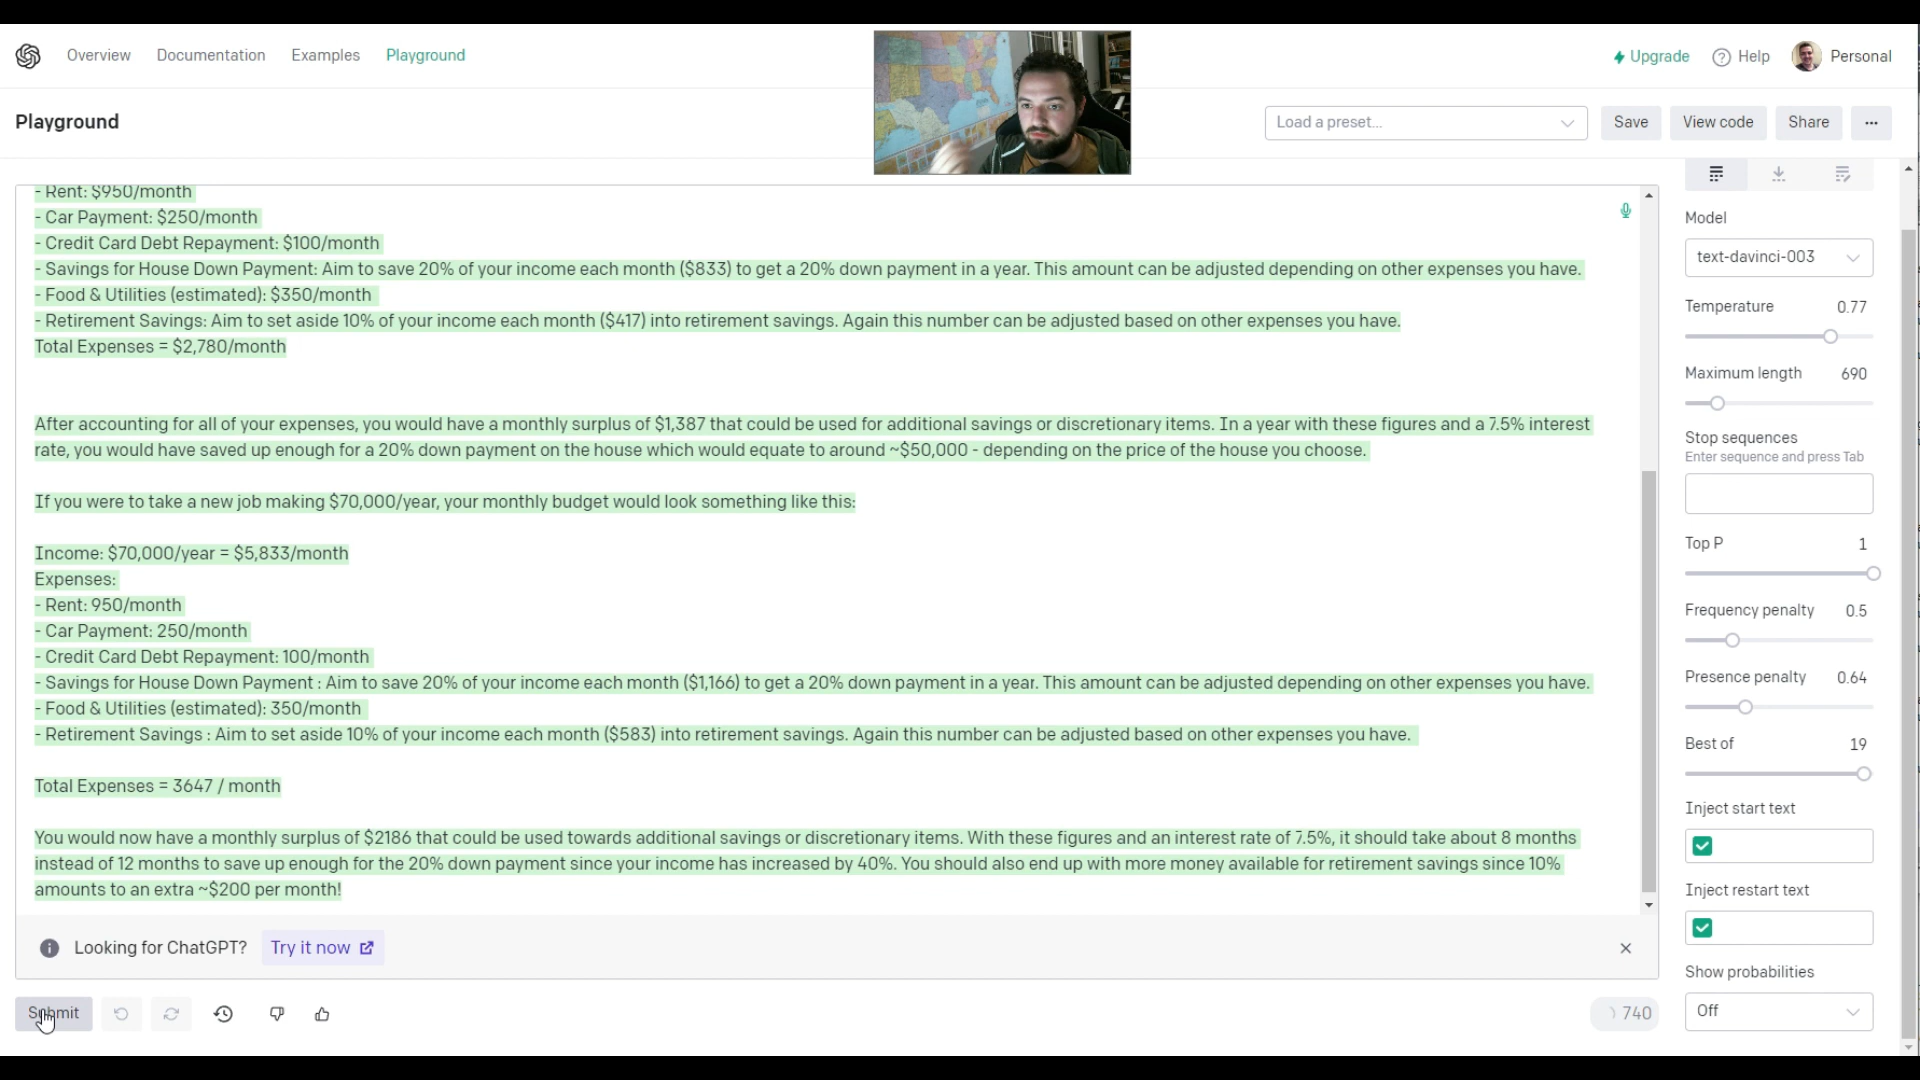 Overview Documentation Examples Playground
Upgrade Help Personal
Playground
Load a preset... Save View code Share ...
- Rent: $950/month
- Car Payment: $250/month
- Credit Card Debt Repayment: $100/month
- Savings for House Down Payment: Aim to save 20% of your income each month ($833) to get a 20% down payment in a year. This amount can be adjusted depending on other expenses you have.
- Food & Utilities (estimated): $350/month
- Retirement Savings: Aim to set aside 10% of your income each month ($417) into retirement savings. Again this number can be adjusted based on other expenses you have.
Total Expenses = $2,780/month
After accounting for all of your expenses, you would have a monthly surplus of $1,387 that could be used for additional savings or discretionary items. In a year with these figures and a 7.5% interest
rate, you would have saved up enough for a 20% down payment on the house which would equate to around ~$50,000 - depending on the price of the house you choose.
If you were to take a new job making $70,000/year, your monthly budget would look something like this:
Income: $70,000/year = $5,833/month
Expenses:
- Rent: 950/month
- Car Payment: 250/month
- Credit Card Debt Repayment: 100/month
- Savings for House Down Payment : Aim to save 20% of your income each month ($1,166) to get a 20% down payment in a year. This amount can be adjusted depending on other expenses you have.
- Food & Utilities (estimated): 350/month
- Retirement Savings : Aim to set aside 10% of your income each month ($583) into retirement savings. Again this number can be adjusted based on other expenses you have.
Total Expenses = 3647 / month
You would now have a monthly surplus of $2186 that could be used towards additional savings or discretionary items. With these figures and an interest rate of 7.5%, it should take about 8 months
instead of 12 months to save up enough for the 20% down payment since your income has increased by 40%. You should also end up with more money available for retirement savings since 10%
amounts to an extra ~$200 per month!
Looking for ChatGPT? Try it now
Submit
740
Model
text-davinci-003
Temperature 0.77
Maximum length 690
Stop sequences
Enter sequence and press Tab
Top P 1
Frequency penalty 0.5
Presence penalty 0.64
Best of 19
Inject start text
Inject restart text
Show probabilities
Off